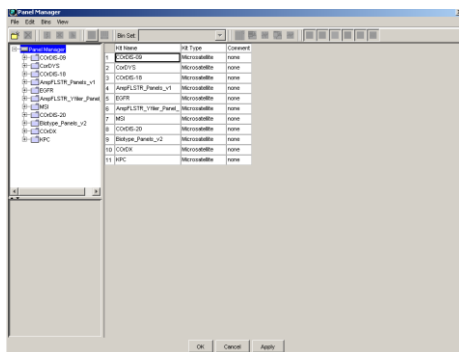 Panel Manager
File Edit Bins View
Bin Set:
Panel Manager
COrDIS-09
CorDYS
COrDIS-18
AmpFLSTR_Panels_v1
EGFR
AmpFLSTR_Yfiler_Panel
MSI
COrDIS-20
Biotype_Panels_v2
COrDX
KPC
Kit Name Kit Type Comment
1 COrDIS-09 Microsatellite none
2 CorDYS Microsatellite none
3 COrDIS-18 Microsatellite none
4 AmpFLSTR_Panels_v1 Microsatellite none
5 EGFR Microsatellite none
6 AmpFLSTR_Yfiler_Panel_ Microsatellite none
7 MSI Microsatellite none
8 COrDIS-20 Microsatellite none
9 Biotype_Panels_v2 Microsatellite none
10 COrDX Microsatellite none
11 KPC Microsatellite none
OK Cancel Apply